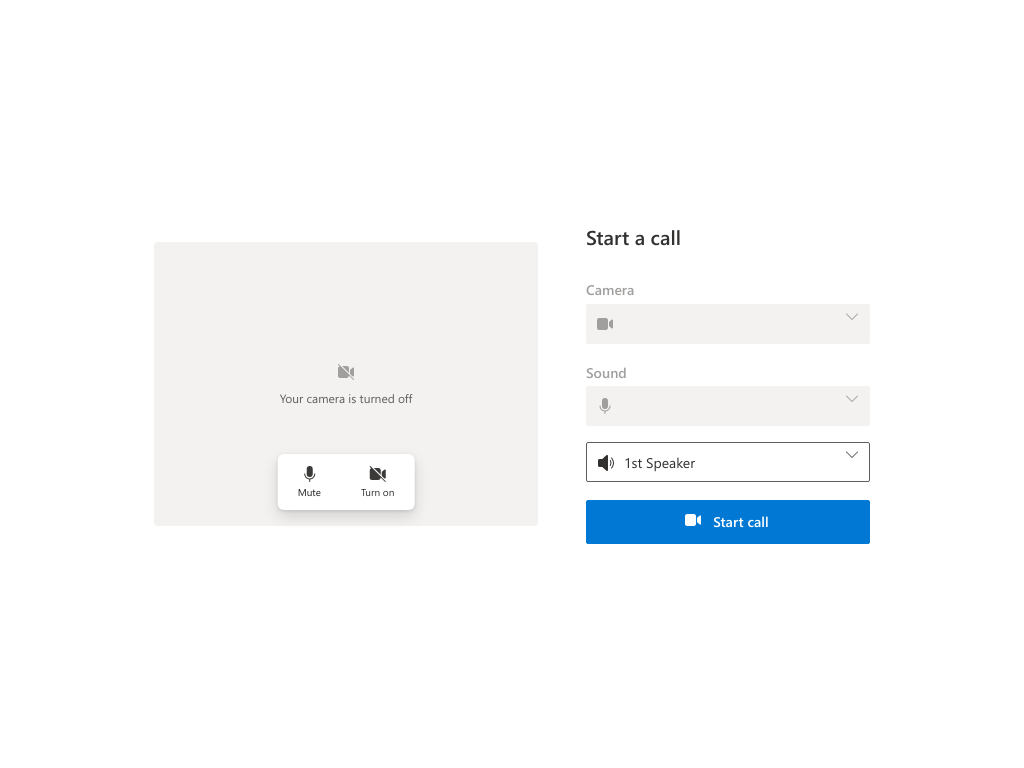 Start a call
Camera
Your camera is turned off
Sound
1st Speaker
Mute
Turn on
Start call